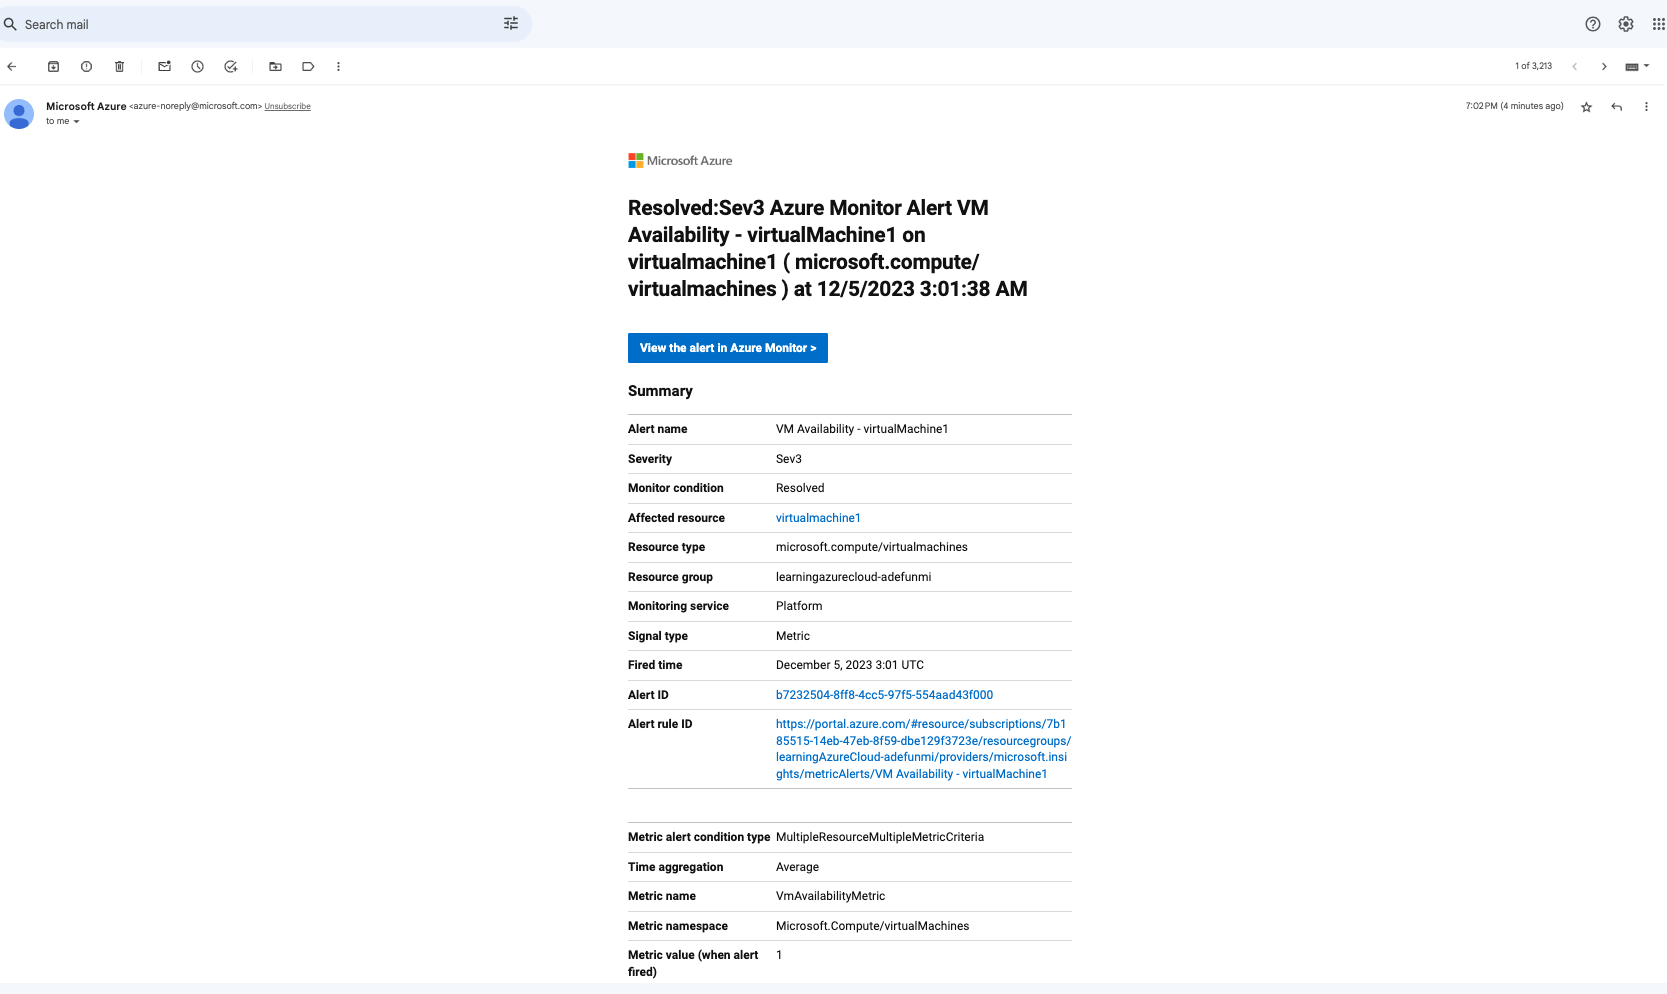 Search mail
1 of 3,213
Microsoft Azure <azure-noreply@microsoft.com> Unsubscribe
7:02 PM (4 minutes ago)
to me
Microsoft Azure
Resolved:Sev3 Azure Monitor Alert VM
Availability - virtualMachine1 on
virtualmachine1 ( microsoft.compute/
virtualmachines ) at 12/5/2023 3:01:38 AM
View the alert in Azure Monitor >
Summary
Alert name VM Availability - virtualMachine1
Severity Sev3
Monitor condition Resolved
Affected resource virtualmachine1
Resource type microsoft.compute/virtualmachines
Resource group learningazurecloud-adefunmi
Monitoring service Platform
Signal type Metric
Fired time December 5, 2023 3:01 UTC
Alert ID b7232504-8ff8-4cc5-97f5-554aad43f000
Alert rule ID https://portal.azure.com/#resource/subscriptions/7b1
85515-14eb-47eb-8f59-dbe129f3723e/resourcegroups/
learningAzureCloud-adefunmi/providers/microsoft.insi
ghts/metricAlerts/VM Availability - virtualMachine1
Metric alert condition type MultipleResourceMultipleMetricCriteria
Time aggregation Average
Metric name VmAvailabilityMetric
Metric namespace Microsoft.Compute/virtualMachines
Metric value (when alert 1
fired)